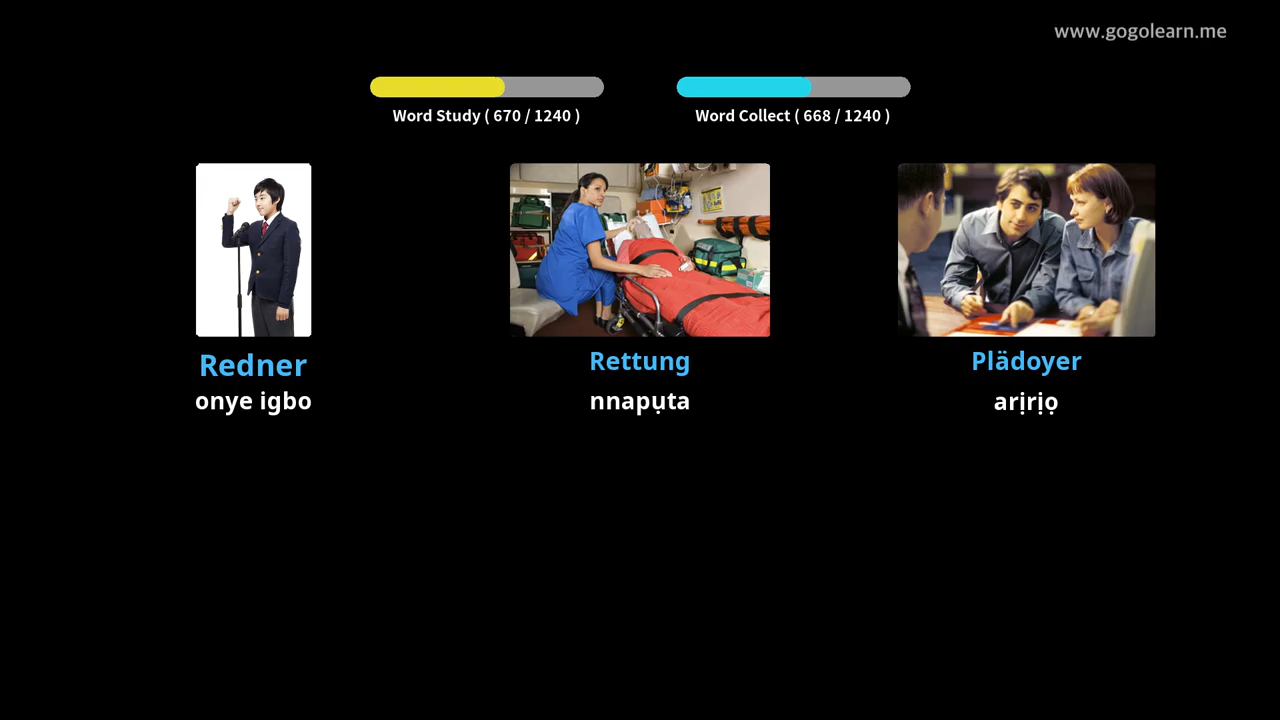 www.gogolearn.me
Word Study ( 670 / 1240 )
Word Collect ( 668 / 1240 )
Redner
Rettung
Plädoyer
onye igbo
nnapụta
arịrịọ